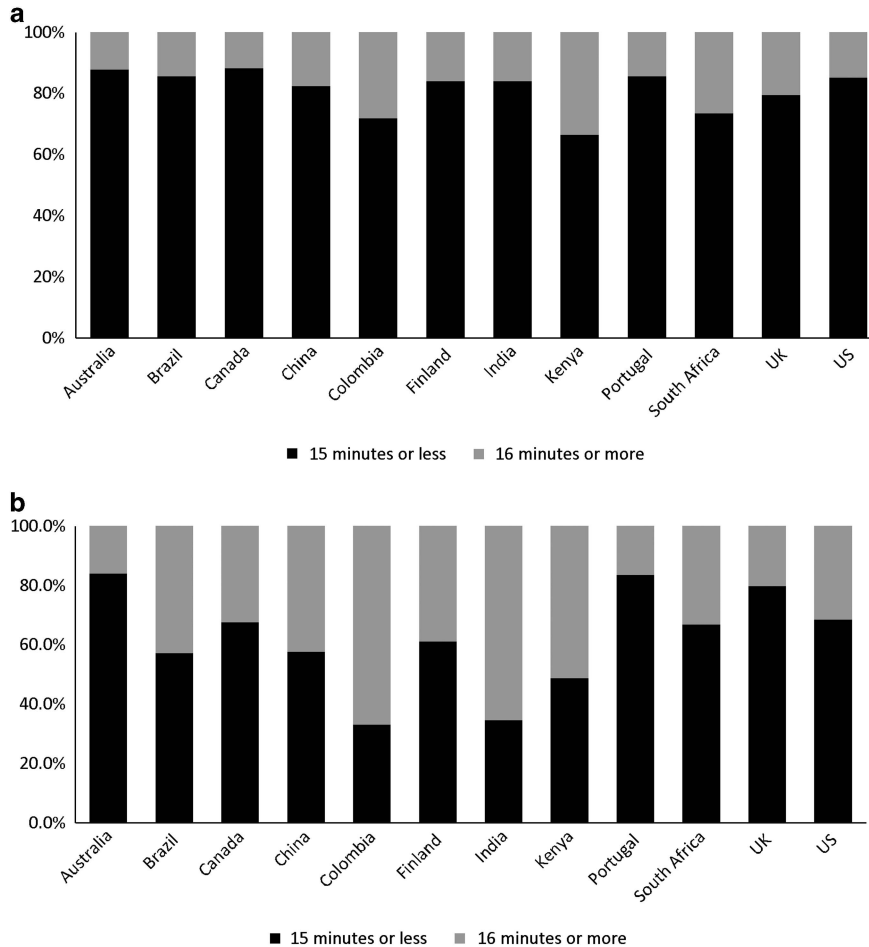 a
100%
80%
60%
40%
20%
0%
Australia
Brazil
Canada
China
Colombia
Finland
India
Kenya
Portugal
South Africa
UK
US
15 minutes or less 16 minutes or more
b
100.0%
80.0%
60.0%
40.0%
20.0%
0.0%
Australia
Brazil
Canada
China
Colombia
Finland
India
Kenya
Portugal
South Africa
UK
US
15 minutes or less 16 minutes or more